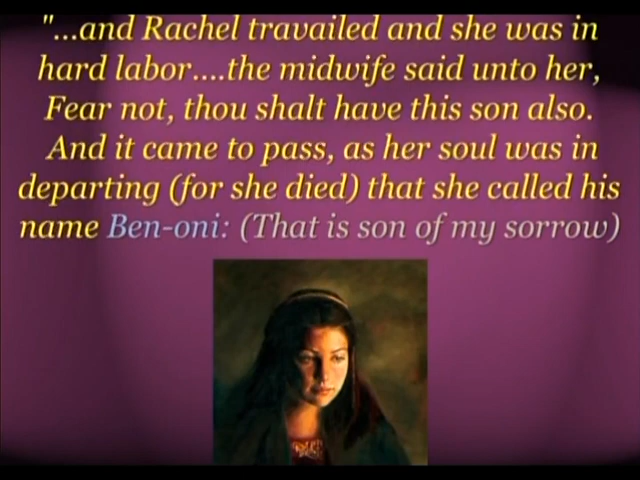 "...and Rachel travailed and she was in
hard labor....the midwife said unto her,
Fear not, thou shalt have this son also.
And it came to pass, as her soul was in
departing (for she died) that she called his
name Ben-oni: (That is son of my sorrow)